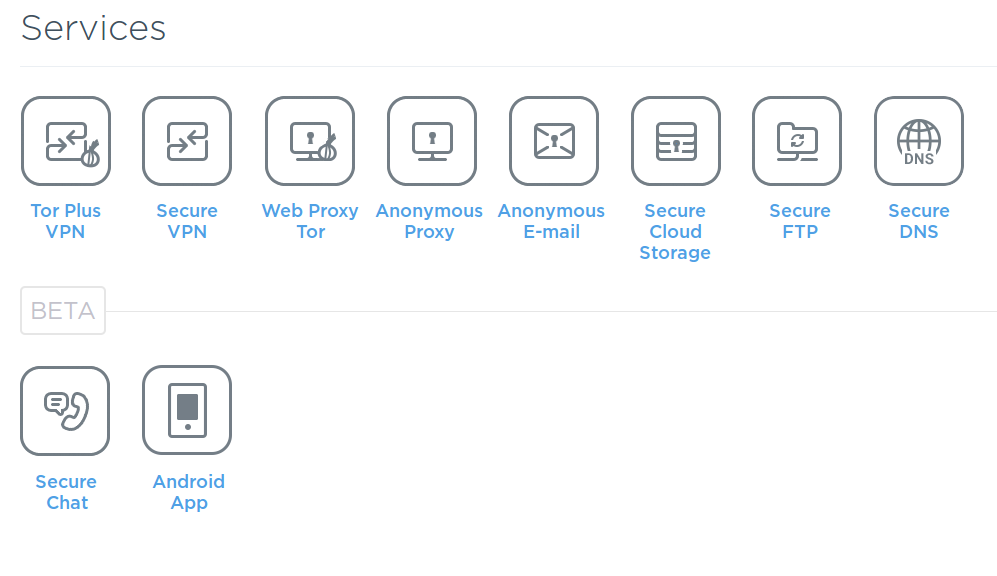 Services
DNS
Tor Plus
VPN
Secure
VPN
Web Proxy
Tor
Anonymous
Proxy
Anonymous
E-mail
Secure
Cloud
Storage
Secure
FTP
Secure
DNS
BETA
Secure
Chat
Android
App